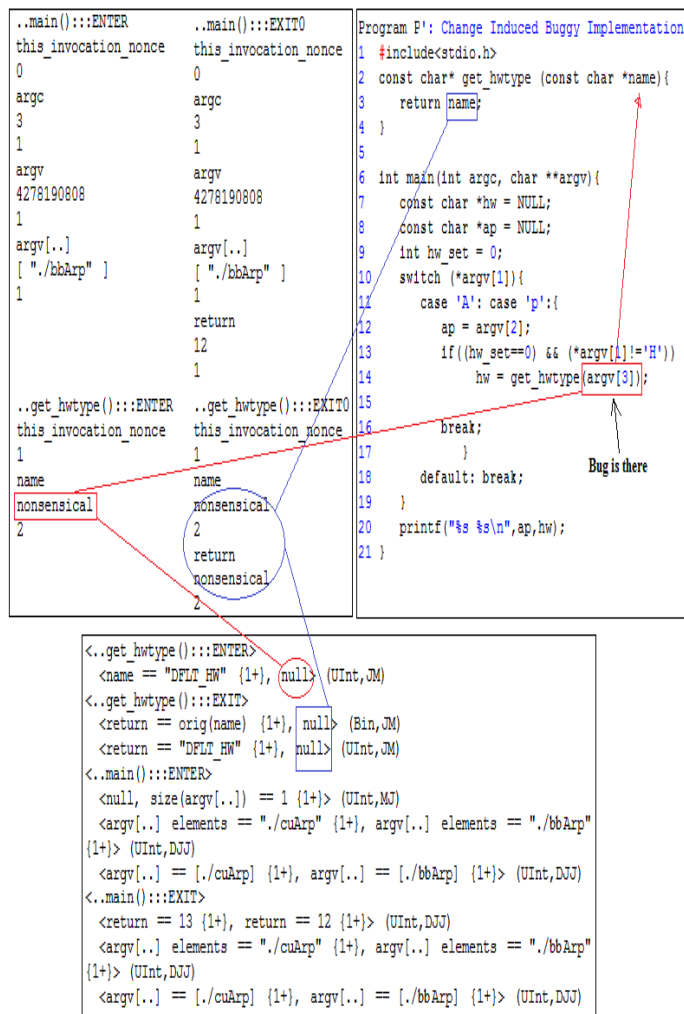 ..main():::ENTER
this_invocation_nonce
0
argc
3
1
argv
4278190808
1
argv[..]
[ "./bbArp" ]
1
..get_hwtype():::ENTER
this_invocation_nonce
1
name
nonsensical
2
..main():::EXIT0
this_invocation_nonce
0
argc
3
1
argv
4278190808
1
argv[..]
[ "./bbArp" ]
1
return
12
1
..get_hwtype():::EXIT0
this_invocation_nonce
1
name
nonsensical
2
return
nonsensical
2
Program P': Change Induced Buggy Implementation
1 #include<stdio.h>
2 const char* get_hwtype (const char *name){
3 return name;
4 }
5
6 int main(int argc, char **argv){
7 const char *hw = NULL;
8 const char *ap = NULL;
9 int hw_set = 0;
10 switch (*argv[1]){
11 case 'A': case 'p':{
12 ap = argv[2];
13 if((hw_set==0) && (*argv[1]!='H'))
14 hw = get_hwtype(argv[3]);
15
16 break;
17 }
18 default: break;
19 }
20 printf("%s %s\n",ap,hw);
21 }
Bug is there
<..get_hwtype():::ENTER>
<name == "DFLT_HW" {1+}, null> (UInt,JM)
<..get_hwtype():::EXIT>
<return == orig(name) {1+}, null> (Bin,JM)
<return == "DFLT_HW" {1+}, null> (UInt,JM)
<..main():::ENTER>
<null, size(argv[..]) == 1 {1+}> (UInt,MJ)
<argv[..] elements == "./cuArp" {1+}, argv[..] elements == "./bbArp"
{1+}> (UInt,DJJ)
<argv[..] == [./cuArp] {1+}, argv[..] == [./bbArp] {1+}> (UInt,DJJ)
<..main():::EXIT>
<return == 13 {1+}, return == 12 {1+}> (UInt,DJJ)
<argv[..] elements == "./cuArp" {1+}, argv[..] elements == "./bbArp"
{1+}> (UInt,DJJ)
<argv[..] == [./cuArp] {1+}, argv[..] == [./bbArp] {1+}> (UInt,DJJ)